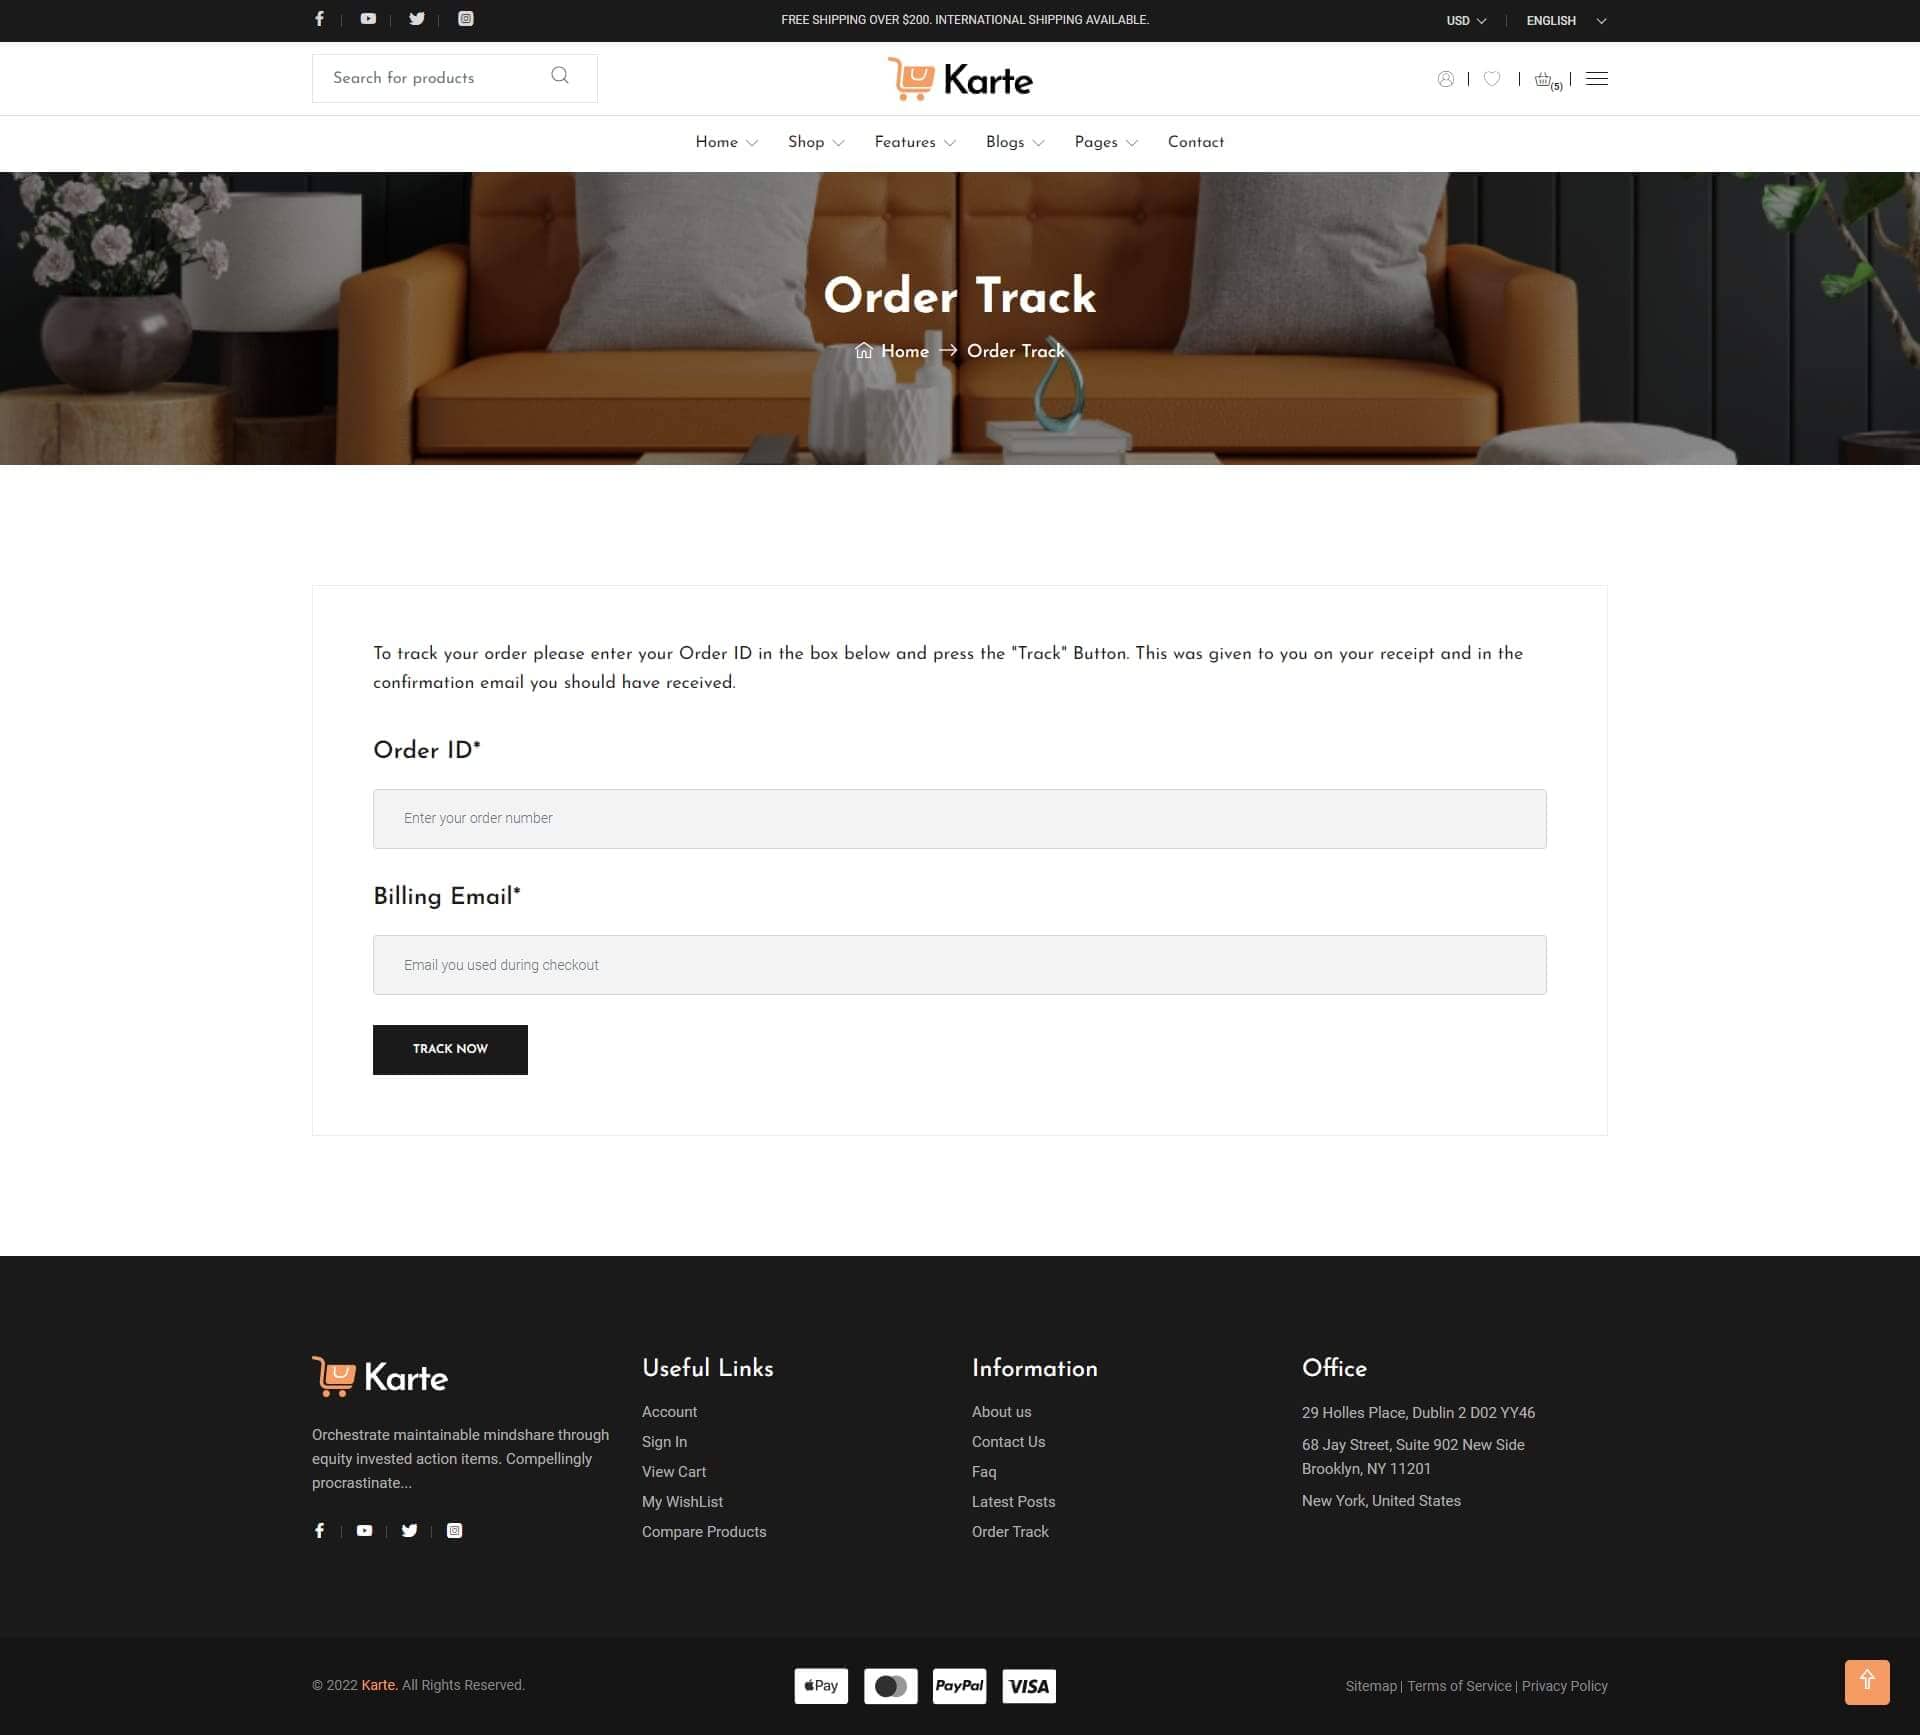 FREE SHIPPING OVER $200. INTERNATIONAL SHIPPING AVAILABLE.
USD
ENGLISH
Search for products
Karte
(5)
Home
Shop
Features
Blogs
Pages
Contact
Order Track
Home
Order Track
To track your order please enter your Order ID in the box below and press the "Track" Button. This was given to you on your receipt and in the
confirmation email you should have received.
Order ID*
Enter your order number
Billing Email*
Email you used during checkout
TRACK NOW
Karte
Orchestrate maintainable mindshare through
equity invested action items. Compellingly
procrastinate...
Useful Links
Account
Sign In
View Cart
My WishList
Compare Products
Information
About us
Contact Us
Faq
Latest Posts
Order Track
Office
29 Holles Place, Dublin 2 D02 YY46
68 Jay Street, Suite 902 New Side
Brooklyn, NY 11201
New York, United States
© 2022 Karte. All Rights Reserved.
Pay
PayPal
VISA
Sitemap | Terms of Service | Privacy Policy